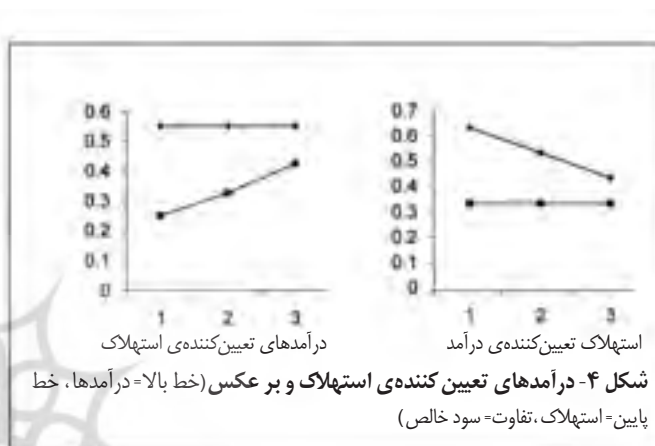 0.6
0.5
0.4
0.3
0.2
0.1
0
1 2 3
درآمدهای تعیین‌کننده‌ی استهلاک
0.7
0.6
0.5
0.4
0.3
0.2
0.1
0
1 2 3
استهلاک تعیین‌کننده‌ی درآمد
شکل ۴- درآمدهای تعیین کننده‌ی استهلاک و بر عکس (خط بالا= درآمدها، خط
پایین= استهلاک، تفاوت= سود خالص)